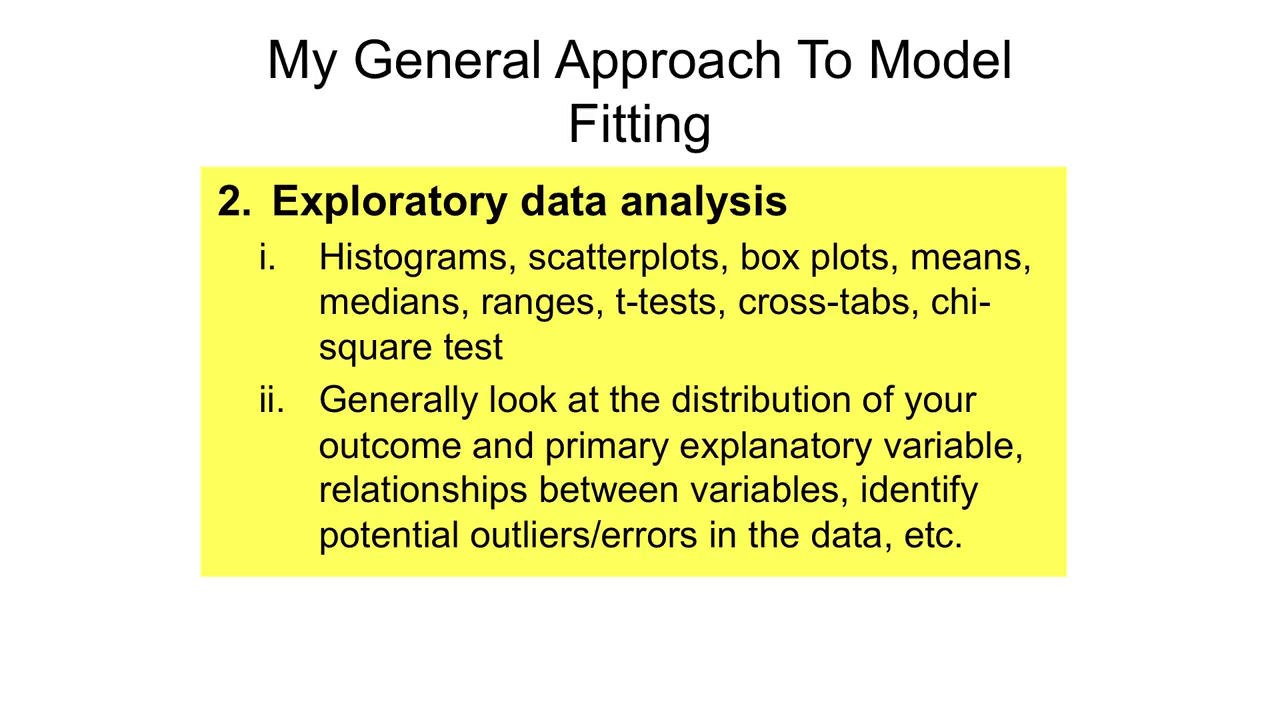 My General Approach To Model
Fitting
2. Exploratory data analysis
i. Histograms, scatterplots, box plots, means,
medians, ranges, t-tests, cross-tabs, chi-
square test
ii. Generally look at the distribution of your
outcome and primary explanatory variable,
relationships between variables, identify
potential outliers/errors in the data, etc.